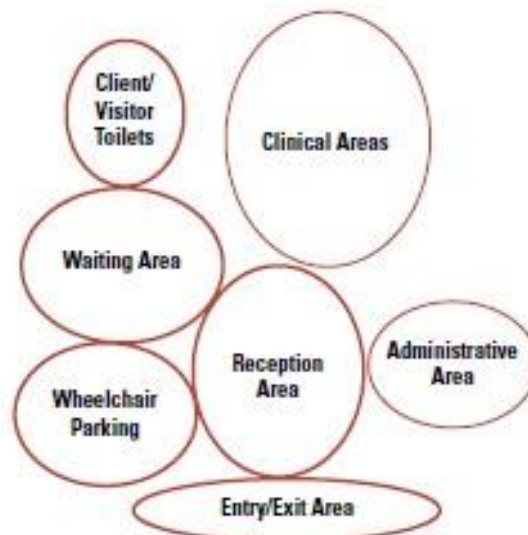 Client/
Visitor
Toilets
Clinical Areas
Waiting Area
Reception
Area
Administrative
Area
Wheelchair
Parking
Entry/Exit Area